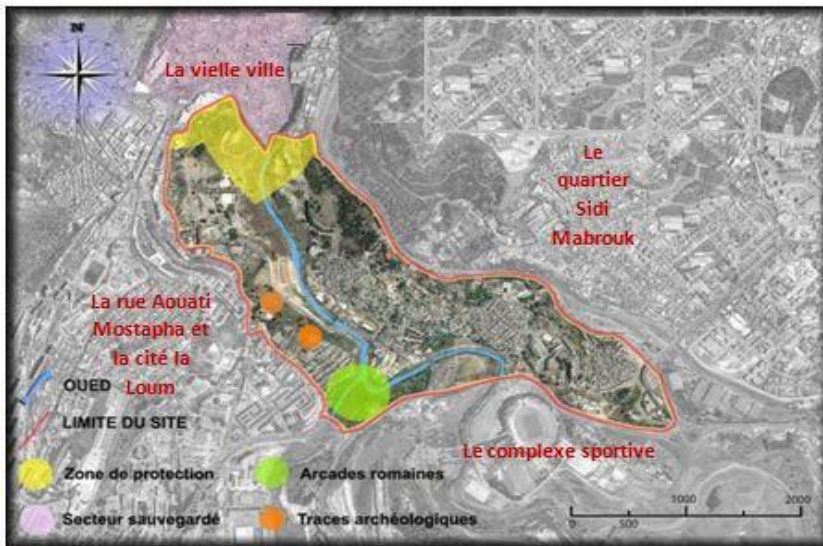 N
La vielle ville
Le
quartier
Sidi
Mabrouk
La rue Aouati
Mostapha et
la cité la
Loum
OUED
LIMITE DU SITE
Le complexe sportive
Zone de protection
Arcades romaines
Secteur sauvegardé
Traces archéologiques
0
500
1000
2000